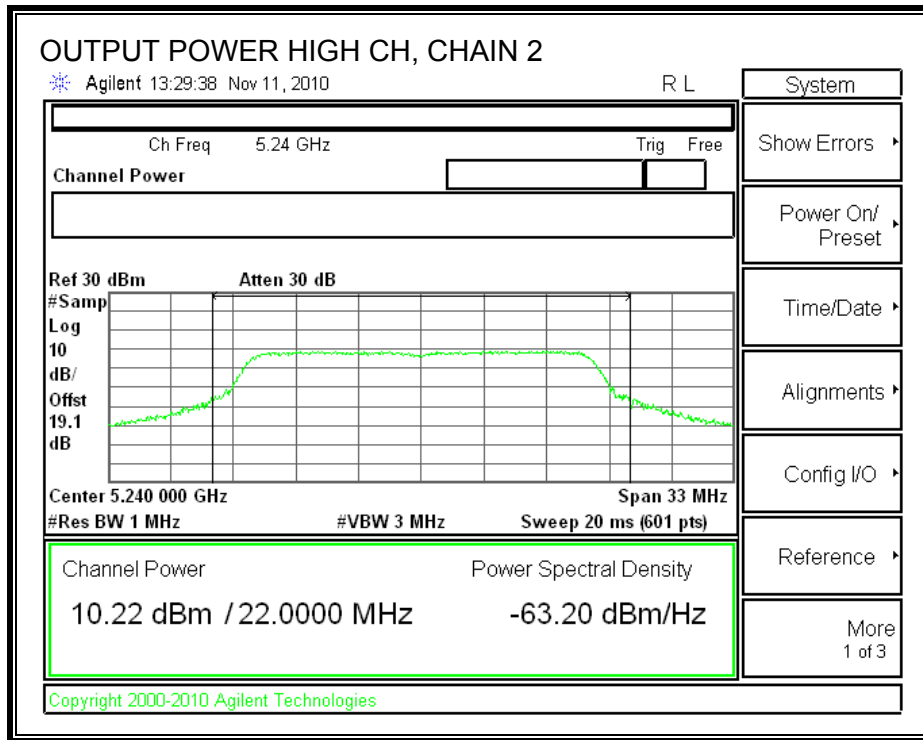 OUTPUT POWER HIGH CH, CHAIN 2
Agilent 13:29:38 Nov 11, 2010 R L
System
Ch Freq 5.24 GHz Trig Free
Channel Power
Show Errors
Power On/
Preset
Ref 30 dBm Atten 30 dB
#Samp
Log
10
dB/
Offst
19.1
dB
Time/Date
Alignments
Config I/O
Center 5.240 000 GHz Span 33 MHz
#Res BW 1 MHz #VBW 3 MHz Sweep 20 ms (601 pts)
Channel Power Power Spectral Density
10.22 dBm / 22.0000 MHz -63.20 dBm/Hz
Reference
More
1 of 3
Copyright 2000-2010 Agilent Technologies